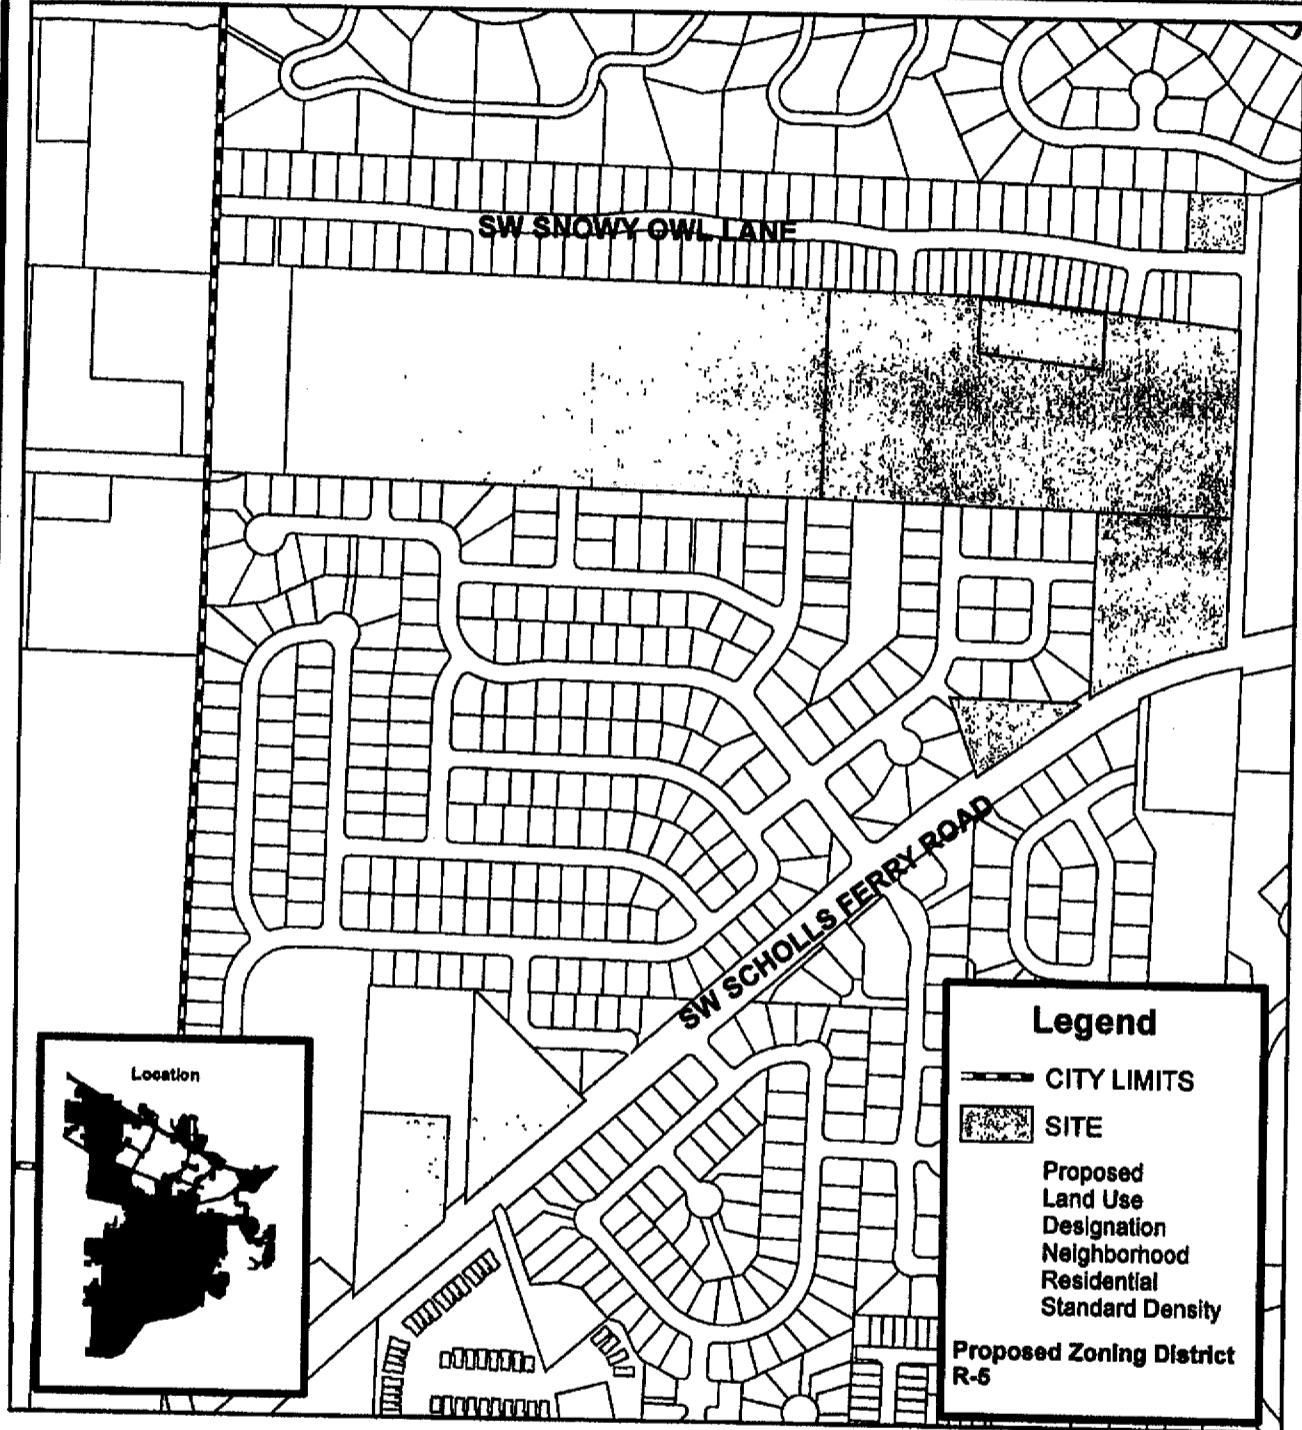 SW SNOWY OWL LANE
SW SCHOLLS FERRY ROAD
Location
Legend
CITY LIMITS
SITE
Proposed
Land Use
Designation
Neighborhood
Residential
Standard Density
Proposed Zoning District
R-5